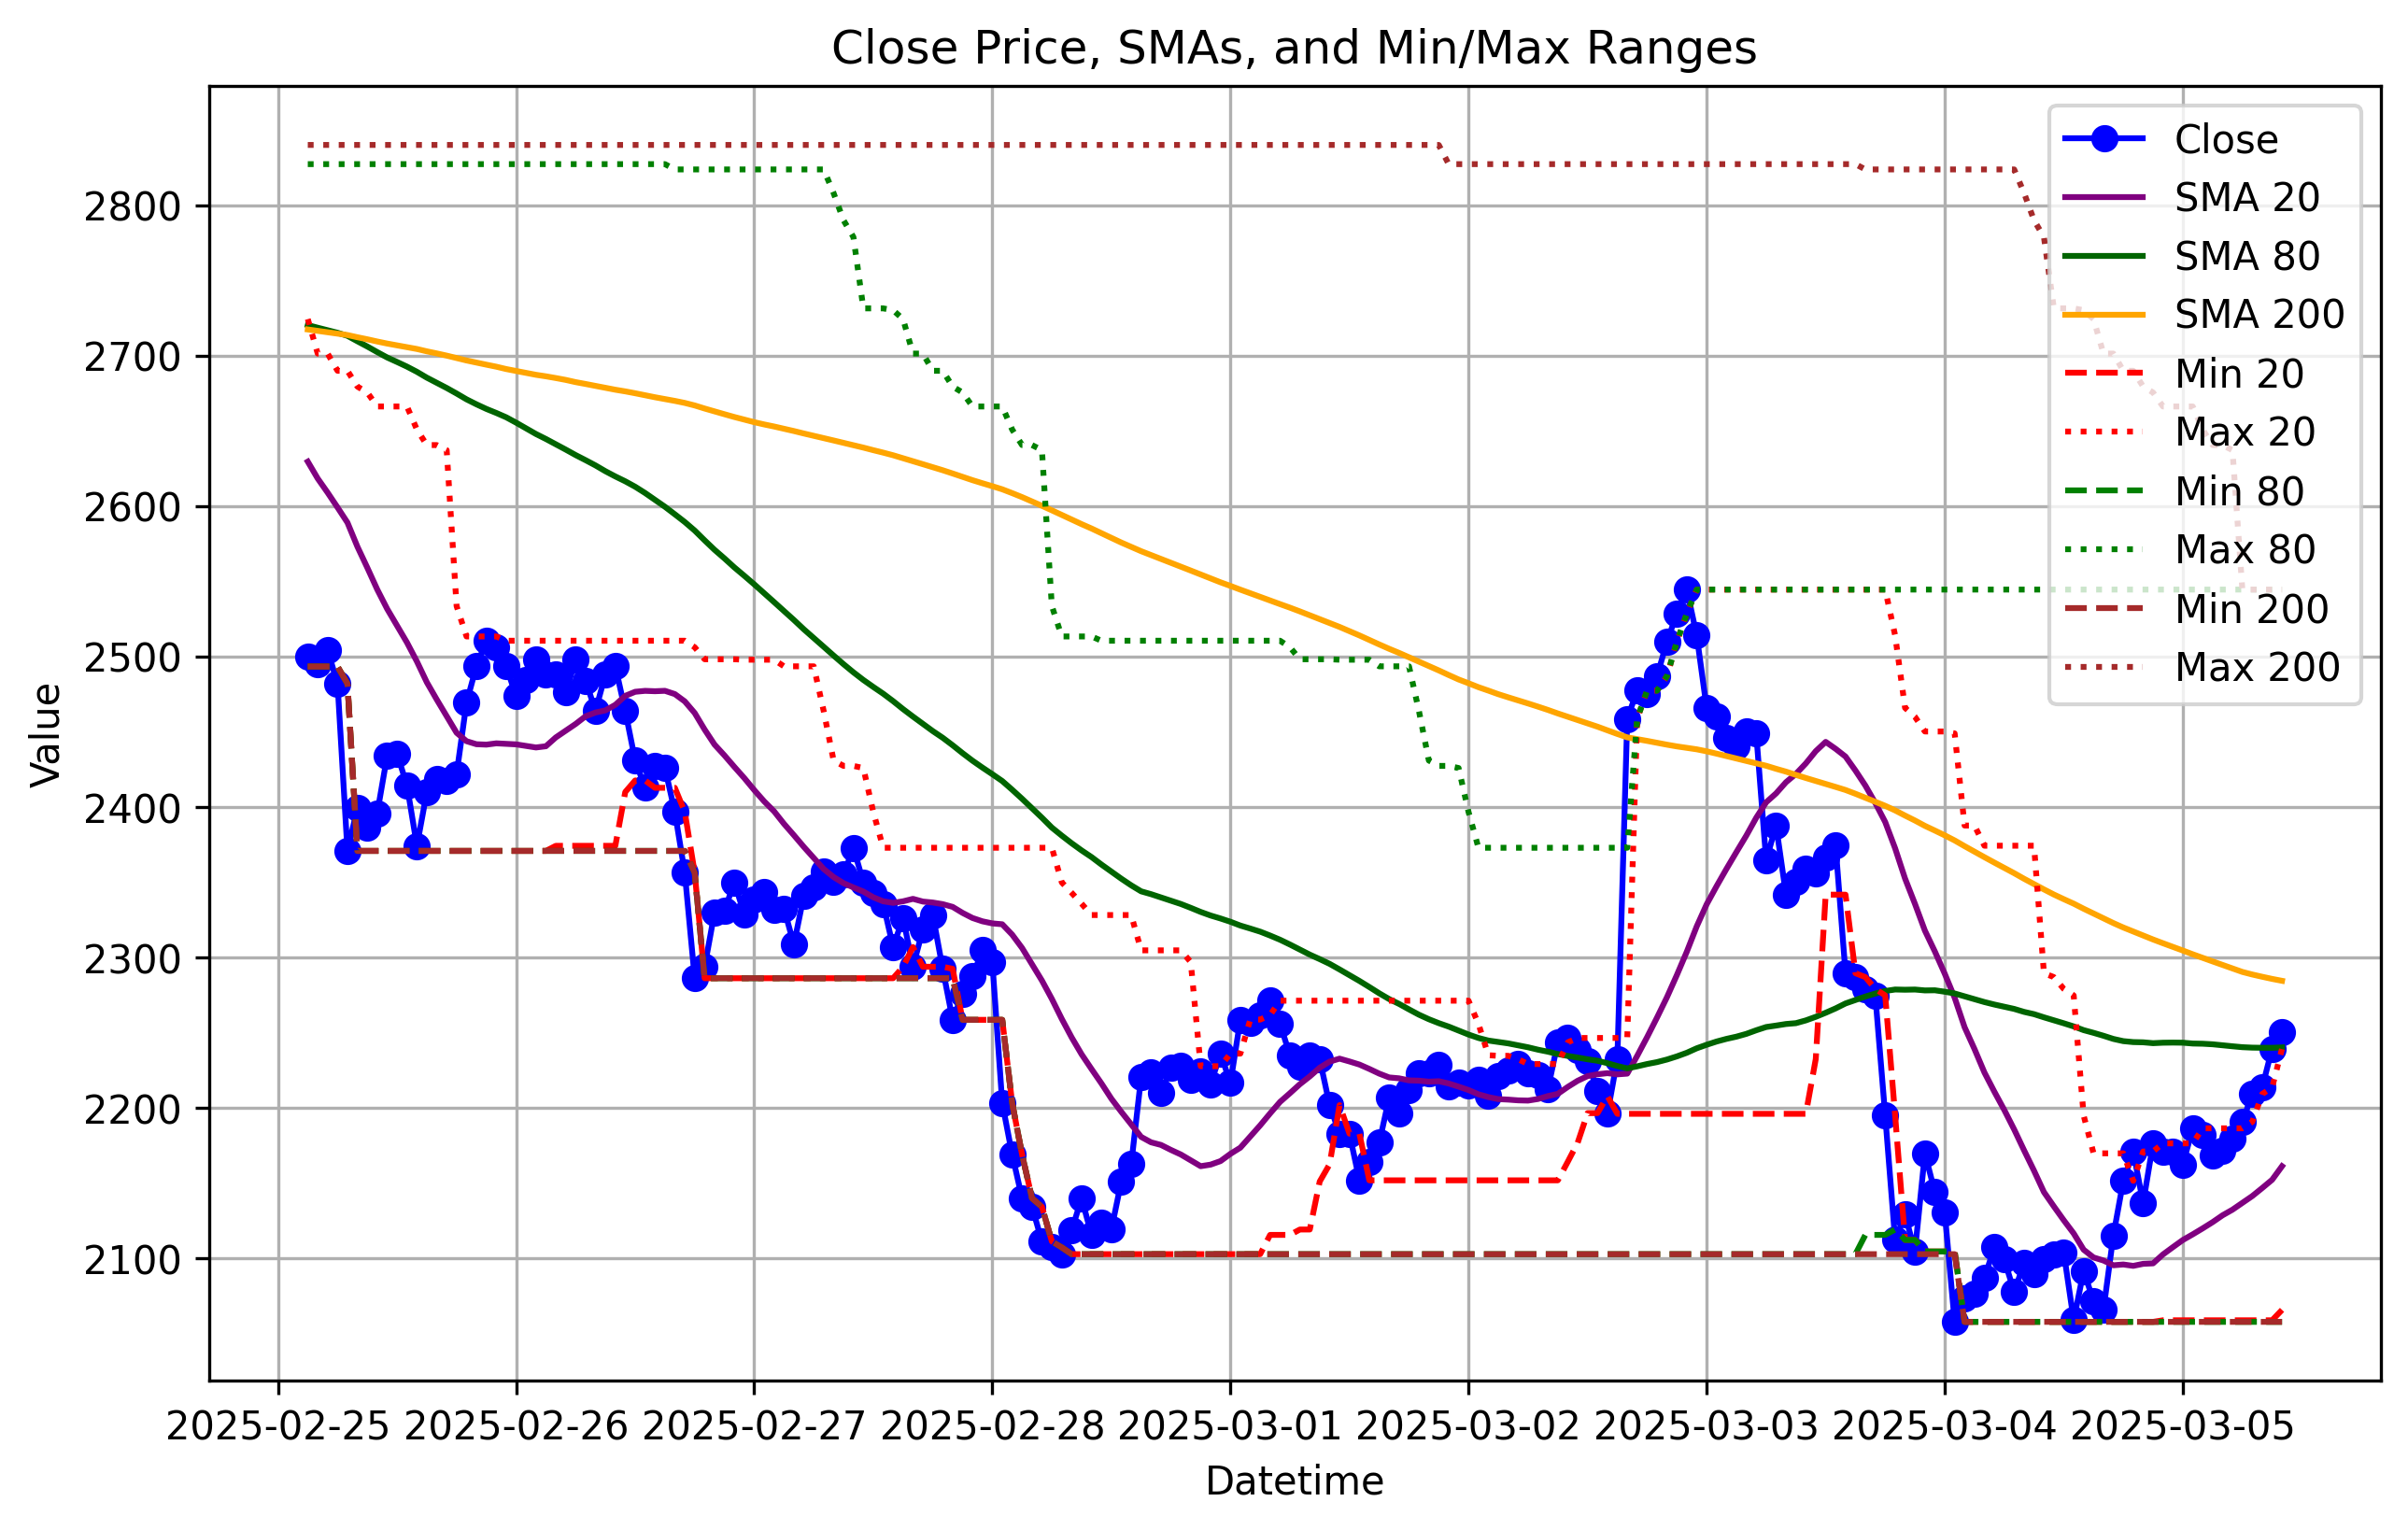 Close Price, SMAs, and Min/Max Ranges
Close
SMA 20
SMA 80
SMA 200
Min 20
Max 20
Min 80
Max 80
Min 200
Max 200
Value
2800
2700
2600
2500
2400
2300
2200
2100
2025-02-25 2025-02-26 2025-02-27 2025-02-28 2025-03-01 2025-03-02 2025-03-03 2025-03-04 2025-03-05
Datetime